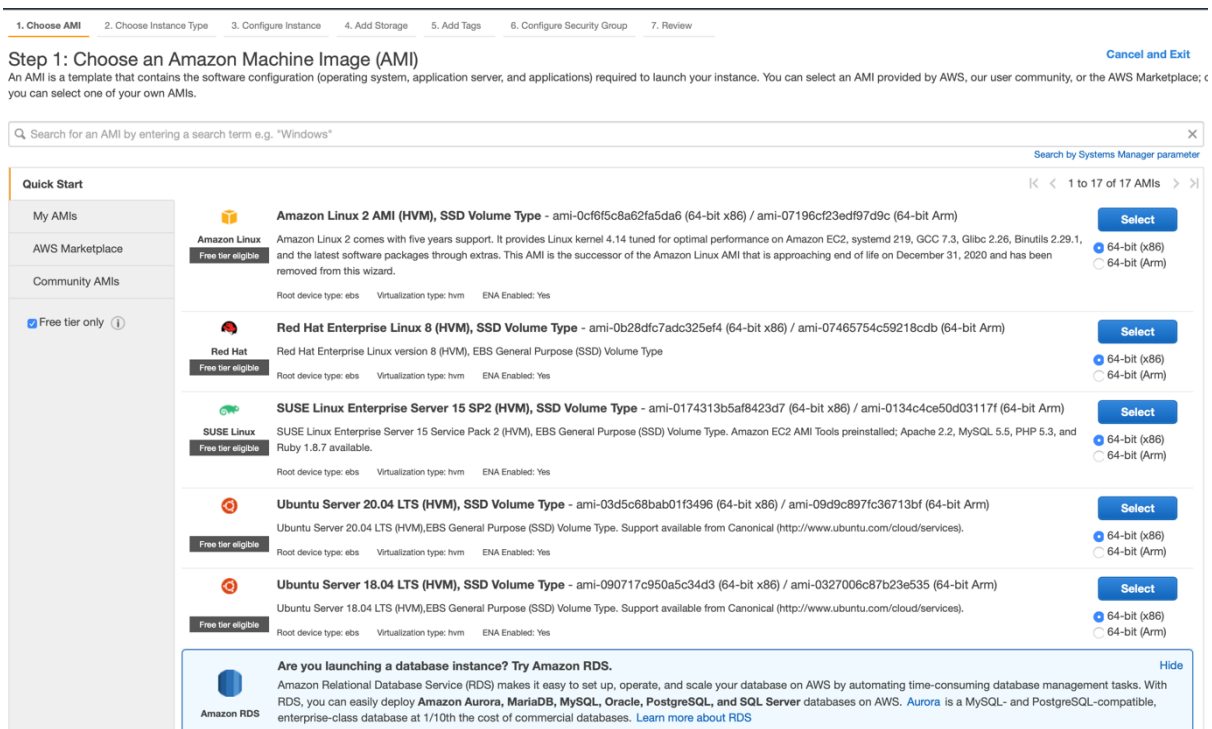 1. Choose AMI 2. Choose Instance Type 3. Configure Instance 4. Add Storage 5. Add Tags 6. Configure Security Group 7. Review
Step 1: Choose an Amazon Machine Image (AMI)
Cancel and Exit
An AMI is a template that contains the software configuration (operating system, application server, and applications) required to launch your instance. You can select an AMI provided by AWS, our user community, or the AWS Marketplace;
you can select one of your own AMIs.
Search for an AMI by entering a search term e.g. "Windows"
Search by Systems Manager parameter
Quick Start
1 to 17 of 17 AMIs
My AMIs
AWS Marketplace
Community AMIs
Free tier only
Amazon Linux
Free tier eligible
Amazon Linux 2 AMI (HVM), SSD Volume Type - ami-0cf6f5c8a62fa5da6 (64-bit x86) / ami-07196cf23edf97d9c (64-bit Arm)
Amazon Linux 2 comes with five years support. It provides Linux kernel 4.14 tuned for optimal performance on Amazon EC2, systemd 219, GCC 7.3, Glibc 2.26, Binutils 2.29.1,
and the latest software packages through extras. This AMI is the successor of the Amazon Linux AMI that is approaching end of life on December 31, 2020 and has been
removed from this wizard.
Root device type: ebs Virtualization type: hvm ENA Enabled: Yes
Select
64-bit (x86)
64-bit (Arm)
Red Hat
Free tier eligible
Red Hat Enterprise Linux 8 (HVM), SSD Volume Type - ami-0b28dfc7adc325ef4 (64-bit x86) / ami-07465754c59218cdb (64-bit Arm)
Red Hat Enterprise Linux version 8 (HVM), EBS General Purpose (SSD) Volume Type
Root device type: ebs Virtualization type: hvm ENA Enabled: Yes
Select
64-bit (x86)
64-bit (Arm)
SUSE Linux
Free tier eligible
SUSE Linux Enterprise Server 15 SP2 (HVM), SSD Volume Type - ami-0174313b5af8423d7 (64-bit x86) / ami-0134c4ce50d03117f (64-bit Arm)
SUSE Linux Enterprise Server 15 Service Pack 2 (HVM), EBS General Purpose (SSD) Volume Type. Amazon EC2 AMI Tools preinstalled; Apache 2.2, MySQL 5.5, PHP 5.3, and
Ruby 1.8.7 available.
Root device type: ebs Virtualization type: hvm ENA Enabled: Yes
Select
64-bit (x86)
64-bit (Arm)
Free tier eligible
Ubuntu Server 20.04 LTS (HVM), SSD Volume Type - ami-03d5c68bab01f3496 (64-bit x86) / ami-09d9c897fc36713bf (64-bit Arm)
Ubuntu Server 20.04 LTS (HVM),EBS General Purpose (SSD) Volume Type. Support available from Canonical (http://www.ubuntu.com/cloud/services).
Root device type: ebs Virtualization type: hvm ENA Enabled: Yes
Select
64-bit (x86)
64-bit (Arm)
Free tier eligible
Ubuntu Server 18.04 LTS (HVM), SSD Volume Type - ami-090717c950a5c34d3 (64-bit x86) / ami-0327006c87b23e535 (64-bit Arm)
Ubuntu Server 18.04 LTS (HVM),EBS General Purpose (SSD) Volume Type. Support available from Canonical (http://www.ubuntu.com/cloud/services).
Root device type: ebs Virtualization type: hvm ENA Enabled: Yes
Select
64-bit (x86)
64-bit (Arm)
Amazon RDS
Are you launching a database instance? Try Amazon RDS.
Hide
Amazon Relational Database Service (RDS) makes it easy to set up, operate, and scale your database on AWS by automating time-consuming database management tasks. With
RDS, you can easily deploy Amazon Aurora, MariaDB, MySQL, Oracle, PostgreSQL, and SQL Server databases on AWS. Aurora is a MySQL- and PostgreSQL-compatible,
enterprise-class database at 1/10th the cost of commercial databases. Learn more about RDS